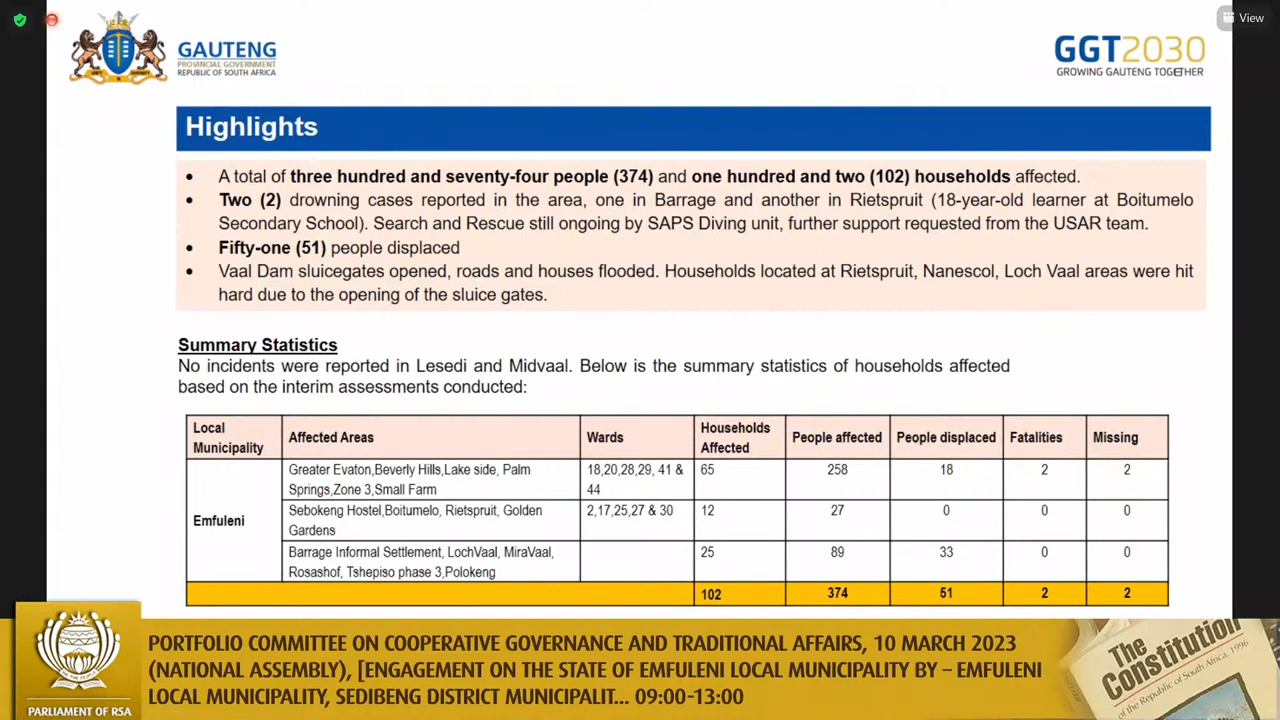 View
GAUTENG
PROVINCIAL GOVERNMENT
REPUBLIC OF SOUTH AFRICA
GGT2030
GROWING GAUTENG TOGETHER
Highlights
• A total of three hundred and seventy-four people (374) and one hundred and two (102) households affected.
• Two (2) drowning cases reported in the area, one in Barrage and another in Rietspruit (18-year-old learner at Boitumelo
Secondary School). Search and Rescue still ongoing by SAPS Diving unit, further support requested from the USAR team.
• Fifty-one (51) people displaced
• Vaal Dam sluicegates opened, roads and houses flooded. Households located at Rietspruit, Nanescol, Loch Vaal areas were hit
hard due to the opening of the sluice gates.
Summary Statistics
No incidents were reported in Lesedi and Midvaal. Below is the summary statistics of households affected
based on the interim assessments conducted:
Local Municipality | Affected Areas | Wards | Households Affected | People affected | People displaced | Fatalities | Missing
Emfuleni | Greater Evaton,Beverly Hills,Lake side, Palm Springs,Zone 3,Small Farm | 18,20,28,29, 41 & 44 | 65 | 258 | 18 | 2 | 2
Sebokeng Hostel,Boitumelo, Rietspruit, Golden Gardens | 2,17,25,27 & 30 | 12 | 27 | 0 | 0 | 0
Barrage Informal Settlement, LochVaal, MiraVaal, Rosashof, Tshepiso phase 3,Polokeng | 25 | 89 | 33 | 0 | 0
102 | 374 | 51 | 2 | 2
PORTFOLIO COMMITTEE ON COOPERATIVE GOVERNANCE AND TRADITIONAL AFFAIRS, 10 MARCH 2023
(NATIONAL ASSEMBLY), [ENGAGEMENT ON THE STATE OF EMFULENI LOCAL MUNICIPALITY BY – EMFULENI
LOCAL MUNICIPALITY, SEDIBENG DISTRICT MUNICIPALIT... 09:00-13:00
PARLIAMENT OF RSA
The
Constitution
of the Republic of South Africa, 1996